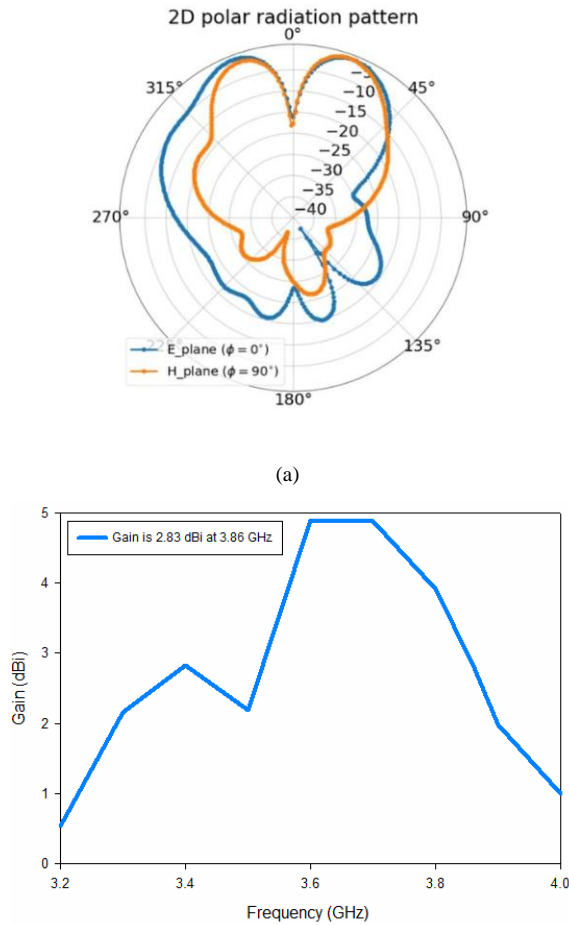 2D polar radiation pattern
0°
315°
45°
-5
-10
-15
-20
-25
-30
-35
-40
270°
90°
225°
135°
E_plane (ϕ = 0°)
H_plane (ϕ = 90°)
180°
(a)
5
Gain is 2.83 dBi at 3.86 GHz
4
3
Gain (dBi)
2
1
0
3.2 3.4 3.6 3.8 4.0
Frequency (GHz)